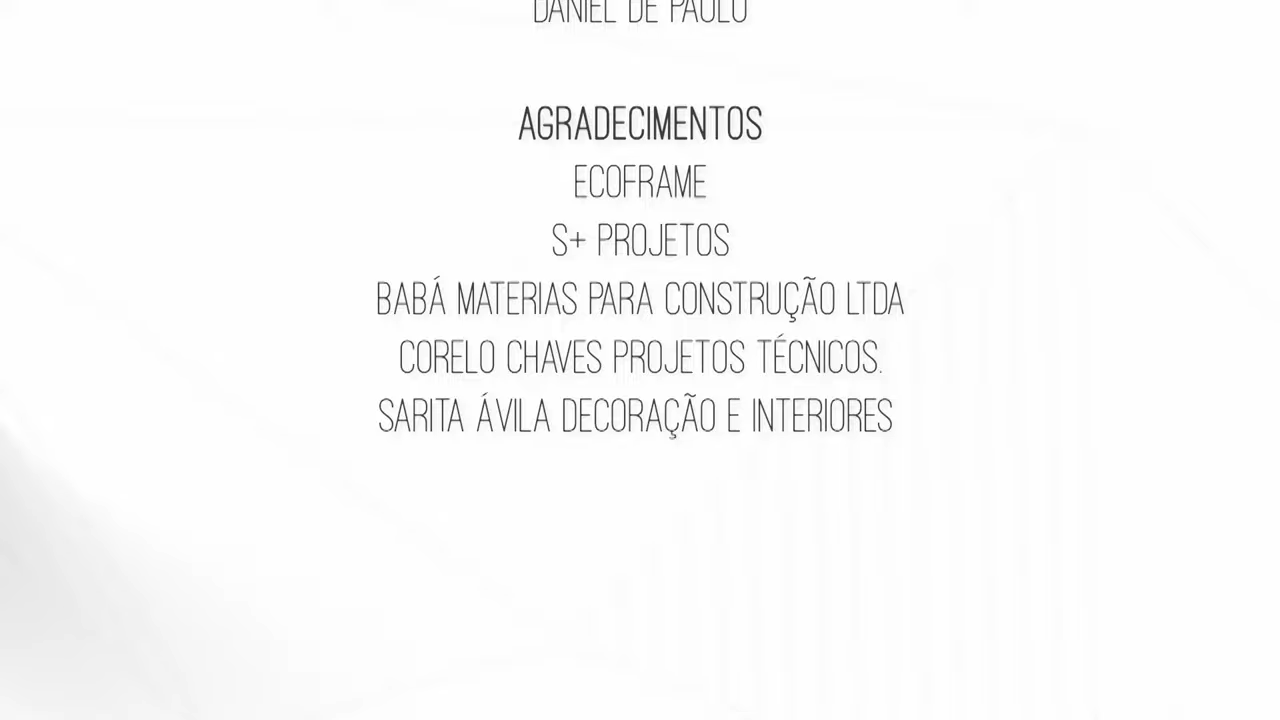 DANIEL DE PAULO
AGRADECIMENTOS
ECOFRAME
S+ PROJETOS
BABÁ MATERIAS PARA CONSTRUÇÃO LTDA
CORELO CHAVES PROJETOS TÉCNICOS.
SARITA ÁVILA DECORAÇÃO E INTERIORES